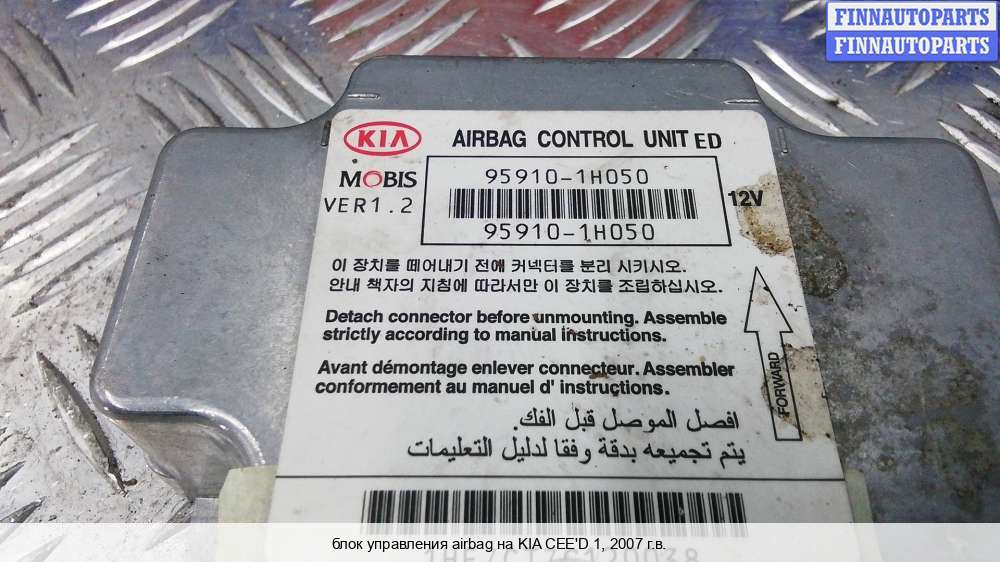 FINNAUTOPARTS
FINNAUTOPARTS
KIA AIRBAG CONTROL UNIT ED
MOBIS
VER1.2
95910-1H050
95910-1H050
12V
이 장치를 떼어내기 전에 커넥터를 분리 시키시오.
안내 책자의 지침에 따라서만 이 장치를 조립하십시오.
Detach connector before unmounting. Assemble
strictly according to manual instructions.
Avant démontage enlever connecteur. Assembler
conformement au manuel d' instructions.
FORWARD
افصل الموصل قبل الفك.
يتم تجميعه بدقة وفقا لدليل التعليمات
блок управления airbag на KIA CEE'D 1, 2007 г.в.